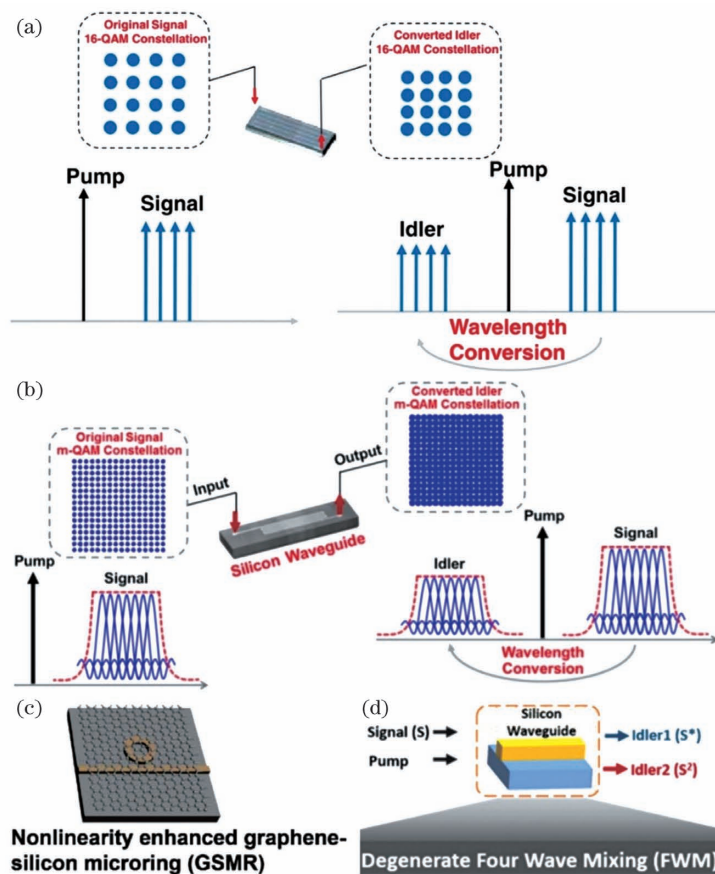 (a)
Original Signal
16-QAM Constellation
Converted Idler
16-QAM Constellation
Pump
Signal
Pump
Signal
Idler
Wavelength
Conversion
(b)
Original Signal
m-QAM Constellation
Input
Silicon Waveguide
Output
Converted Idler
m-QAM Constellation
Pump
Signal
Pump
Signal
Idler
Wavelength
Conversion
(c)
Nonlinearity enhanced graphene-
silicon microring (GSMR)
(d)
Signal (S)
Pump
Silicon
Waveguide
Idler1 (S*)
Idler2 (S²)
Degenerate Four Wave Mixing (FWM)